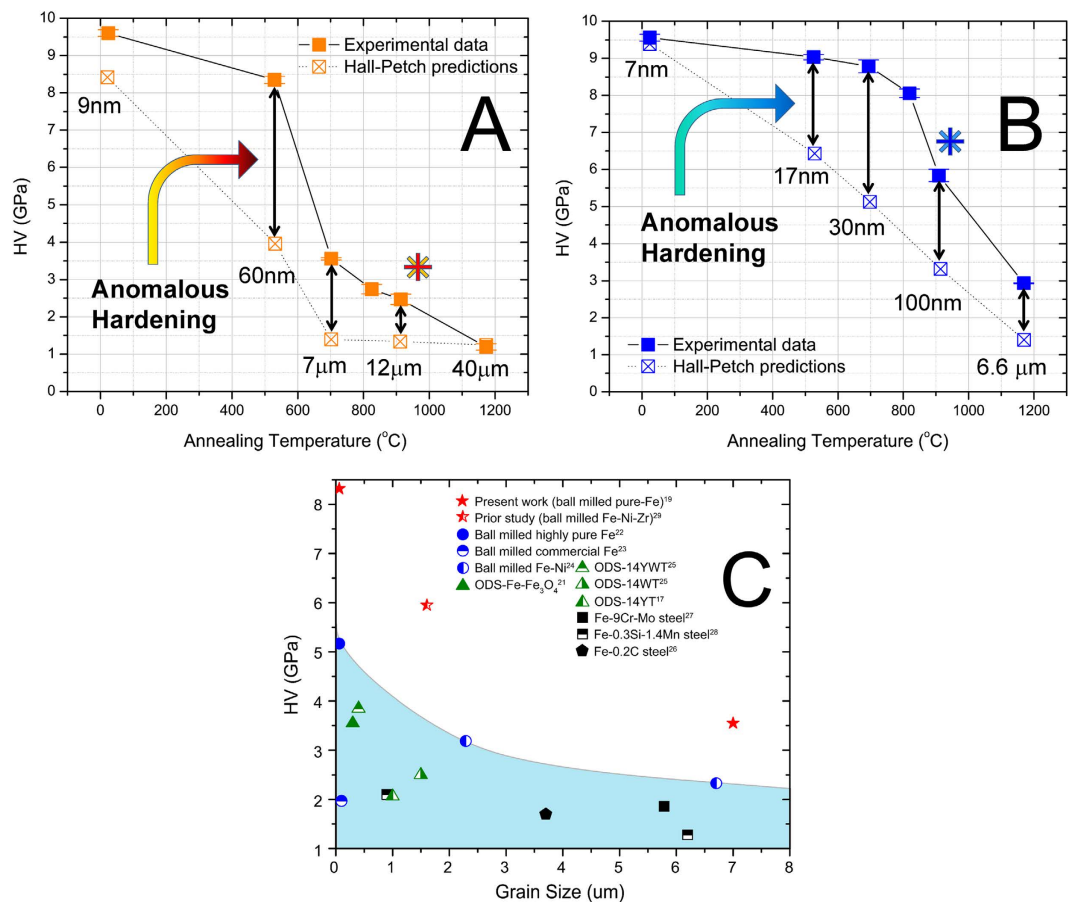 A
Experimental data
Hall-Petch predictions
9nm
60nm
7μm
12μm
40μm
Anomalous
Hardening
HV (GPa)
10
9
8
7
6
5
4
3
2
1
0
0 200 400 600 800 1000 1200
Annealing Temperature (°C)
B
7nm
17nm
30nm
100nm
6.6 μm
Anomalous
Hardening
Experimental data
Hall-Petch predictions
HV (GPa)
10
9
8
7
6
5
4
3
2
1
0
0 200 400 600 800 1000 1200
Annealing Temperature (°C)
C
Present work (ball milled pure-Fe)¹⁹
Prior study (ball milled Fe-Ni-Zr)²⁹
Ball milled highly pure Fe²²
Ball milled commercial Fe²³
Ball milled Fe-Ni²⁴
ODS-Fe-Fe₃O₄²¹
ODS-14YWT²⁵
ODS-14WT²⁵
ODS-14YT¹⁷
Fe-9Cr-Mo steel²⁷
Fe-0.3Si-1.4Mn steel²⁸
Fe-0.2C steel²⁶
HV (GPa)
8
7
6
5
4
3
2
1
0 1 2 3 4 5 6 7 8
Grain Size (um)